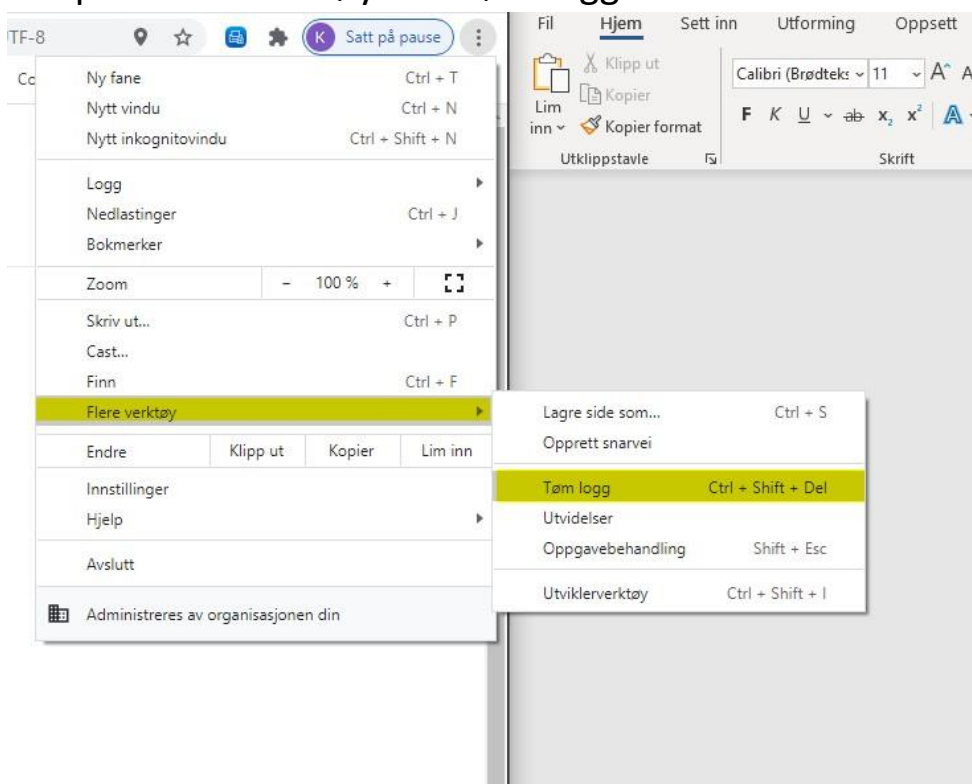 TF-8
K Satt på pause
Co
Ny fane Ctrl + T
Nytt vindu Ctrl + N
Nytt inkognitovindu Ctrl + Shift + N
Logg
Nedlastinger Ctrl + J
Bokmerker
Zoom - 100 % +
Skriv ut... Ctrl + P
Cast...
Finn Ctrl + F
Flere verktøy
Endre Klipp ut Kopier Lim inn
Innstillinger
Hjelp
Avslutt
Administreres av organisasjonen din
Lagre side som... Ctrl + S
Opprett snarvei
Tøm logg Ctrl + Shift + Del
Utvidelser
Oppgavebehandling Shift + Esc
Utviklerverktøy Ctrl + Shift + I
Fil Hjem Sett inn Utforming Oppsett
Klipp ut
Kopier
Lim inn
Kopier format
Utklippstavle
Calibri (Brødteks 11 A A
F K U ab x₂ x² A
Skrift